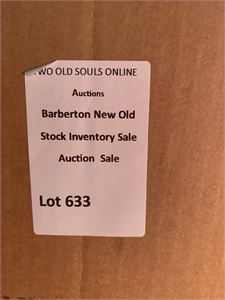 WO OLD SOULS ONLINE
Auctions
Barberton New Old
Stock Inventory Sale
Auction Sale
Lot 633